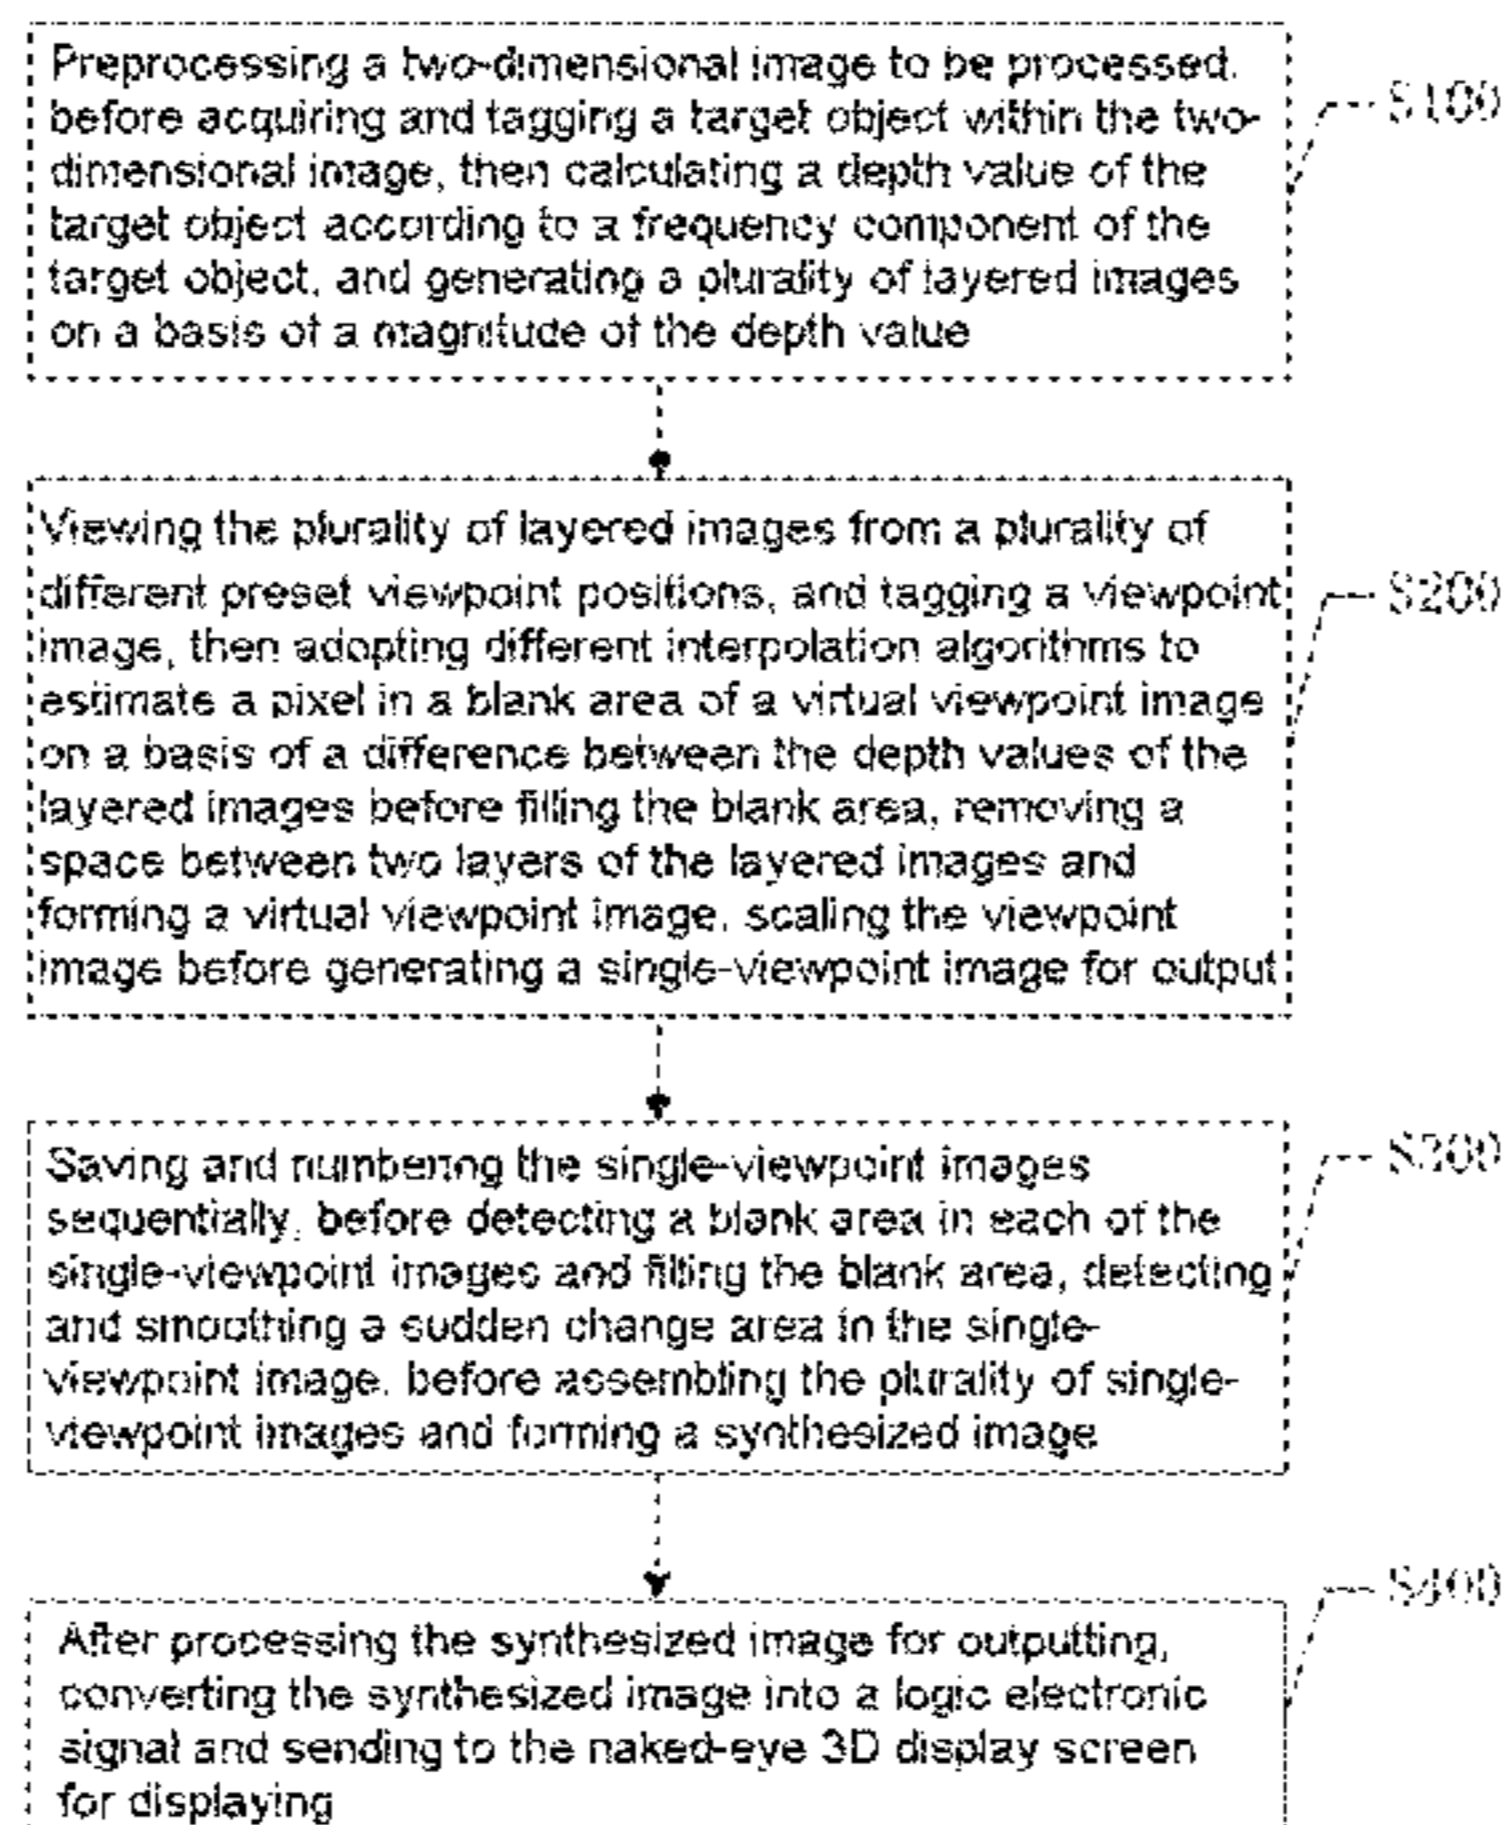 Preprocessing a two-dimensional image to be processed,
before acquiring and tagging a target object within the two-
dimensional image, then calculating a depth value of the
target object according to a frequency component of the
target object, and generating a plurality of layered images
on a basis of a magnitude of the depth value
S100
Viewing the plurality of layered images from a plurality of
different preset viewpoint positions, and tagging a viewpoint
image, then adopting different interpolation algorithms to
estimate a pixel in a blank area of a virtual viewpoint image
on a basis of a difference between the depth values of the
layered images before filling the blank area, removing a
space between two layers of the layered images and
forming a virtual viewpoint image, scaling the viewpoint
image before generating a single-viewpoint image for output
S200
Saving and numbering the single-viewpoint images
sequentially, before detecting a blank area in each of the
single-viewpoint images and filling the blank area, detecting
and smoothing a sudden change area in the single-
viewpoint image, before assembling the plurality of single-
viewpoint images and forming a synthesized image
S300
After processing the synthesized image for outputting,
converting the synthesized image into a logic electronic
signal and sending to the naked-eye 3D display screen
for displaying
S400